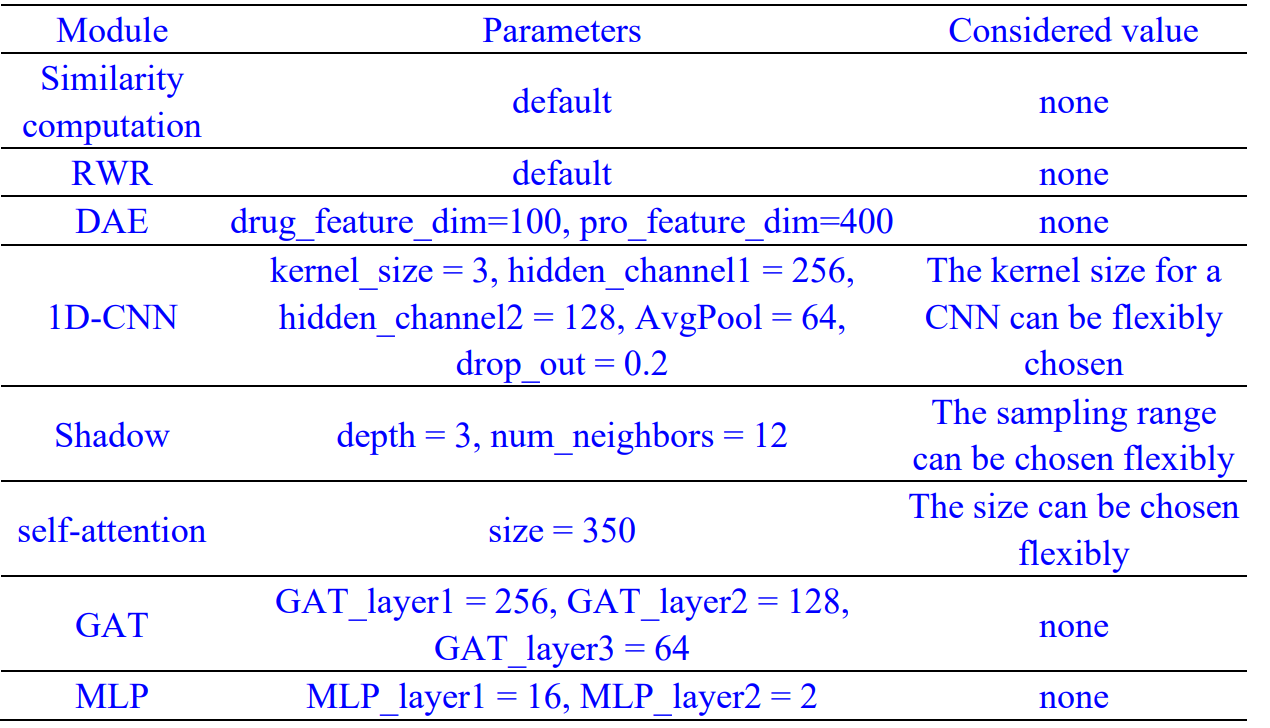 Module Parameters Considered value
Similarity
computation default none
RWR default none
DAE drug_feature_dim=100, pro_feature_dim=400 none
kernel_size = 3, hidden_channel1 = 256, The kernel size for a
1D-CNN hidden_channel2 = 128, AvgPool = 64, CNN can be flexibly
drop_out = 0.2 chosen
The sampling range
Shadow depth = 3, num_neighbors = 12
can be chosen flexibly
The size can be chosen
self-attention size = 350
flexibly
GAT_layer1 = 256, GAT_layer2 = 128,
GAT none
GAT_layer3 = 64
MLP MLP_layer1 = 16, MLP_layer2 = 2 none